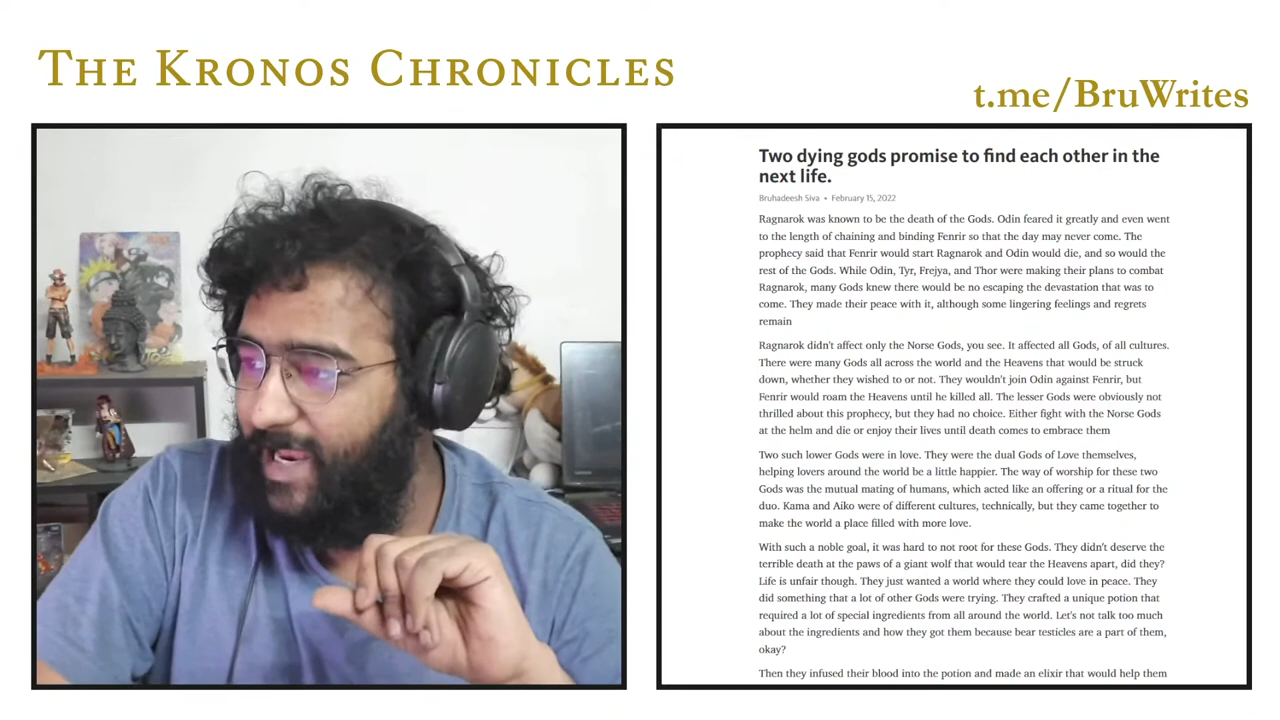 The Kronos Chronicles
t.me/BruWrites
Two dying gods promise to find each other in the
next life.
Bruhadeesh Siva • February 15, 2022
Ragnarok was known to be the death of the Gods. Odin feared it greatly and even went
to the length of chaining and binding Fenrir so that the day may never come. The
prophecy said that Fenrir would start Ragnarok and Odin would die, and so would the
rest of the Gods. While Odin, Tyr, Frejya, and Thor were making their plans to combat
Ragnarok, many Gods knew there would be no escaping the devastation that was to
come. They made their peace with it, although some lingering feelings and regrets
remain
Ragnarok didn't affect only the Norse Gods, you see. It affected all Gods, of all cultures.
There were many Gods all across the world and the Heavens that would be struck
down, whether they wished to or not. They wouldn't join Odin against Fenrir, but
Fenrir would roam the Heavens until he killed all. The lesser Gods were obviously not
thrilled about this prophecy, but they had no choice. Either fight with the Norse Gods
at the helm and die or enjoy their lives until death comes to embrace them
Two such lower Gods were in love. They were the dual Gods of Love themselves,
helping lovers around the world be a little happier. The way of worship for these two
Gods was the mutual mating of humans, which acted like an offering or a ritual for the
duo. Kama and Aiko were of different cultures, technically, but they came together to
make the world a place filled with more love.
With such a noble goal, it was hard to not root for these Gods. They didn't deserve the
terrible death at the paws of a giant wolf that would tear the Heavens apart, did they?
Life is unfair though. They just wanted a world where they could love in peace. They
did something that a lot of other Gods were trying. They crafted a unique potion that
required a lot of special ingredients from all around the world. Let's not talk too much
about the ingredients and how they got them because bear testicles are a part of them,
okay?
Then they infused their blood into the potion and made an elixir that would help them